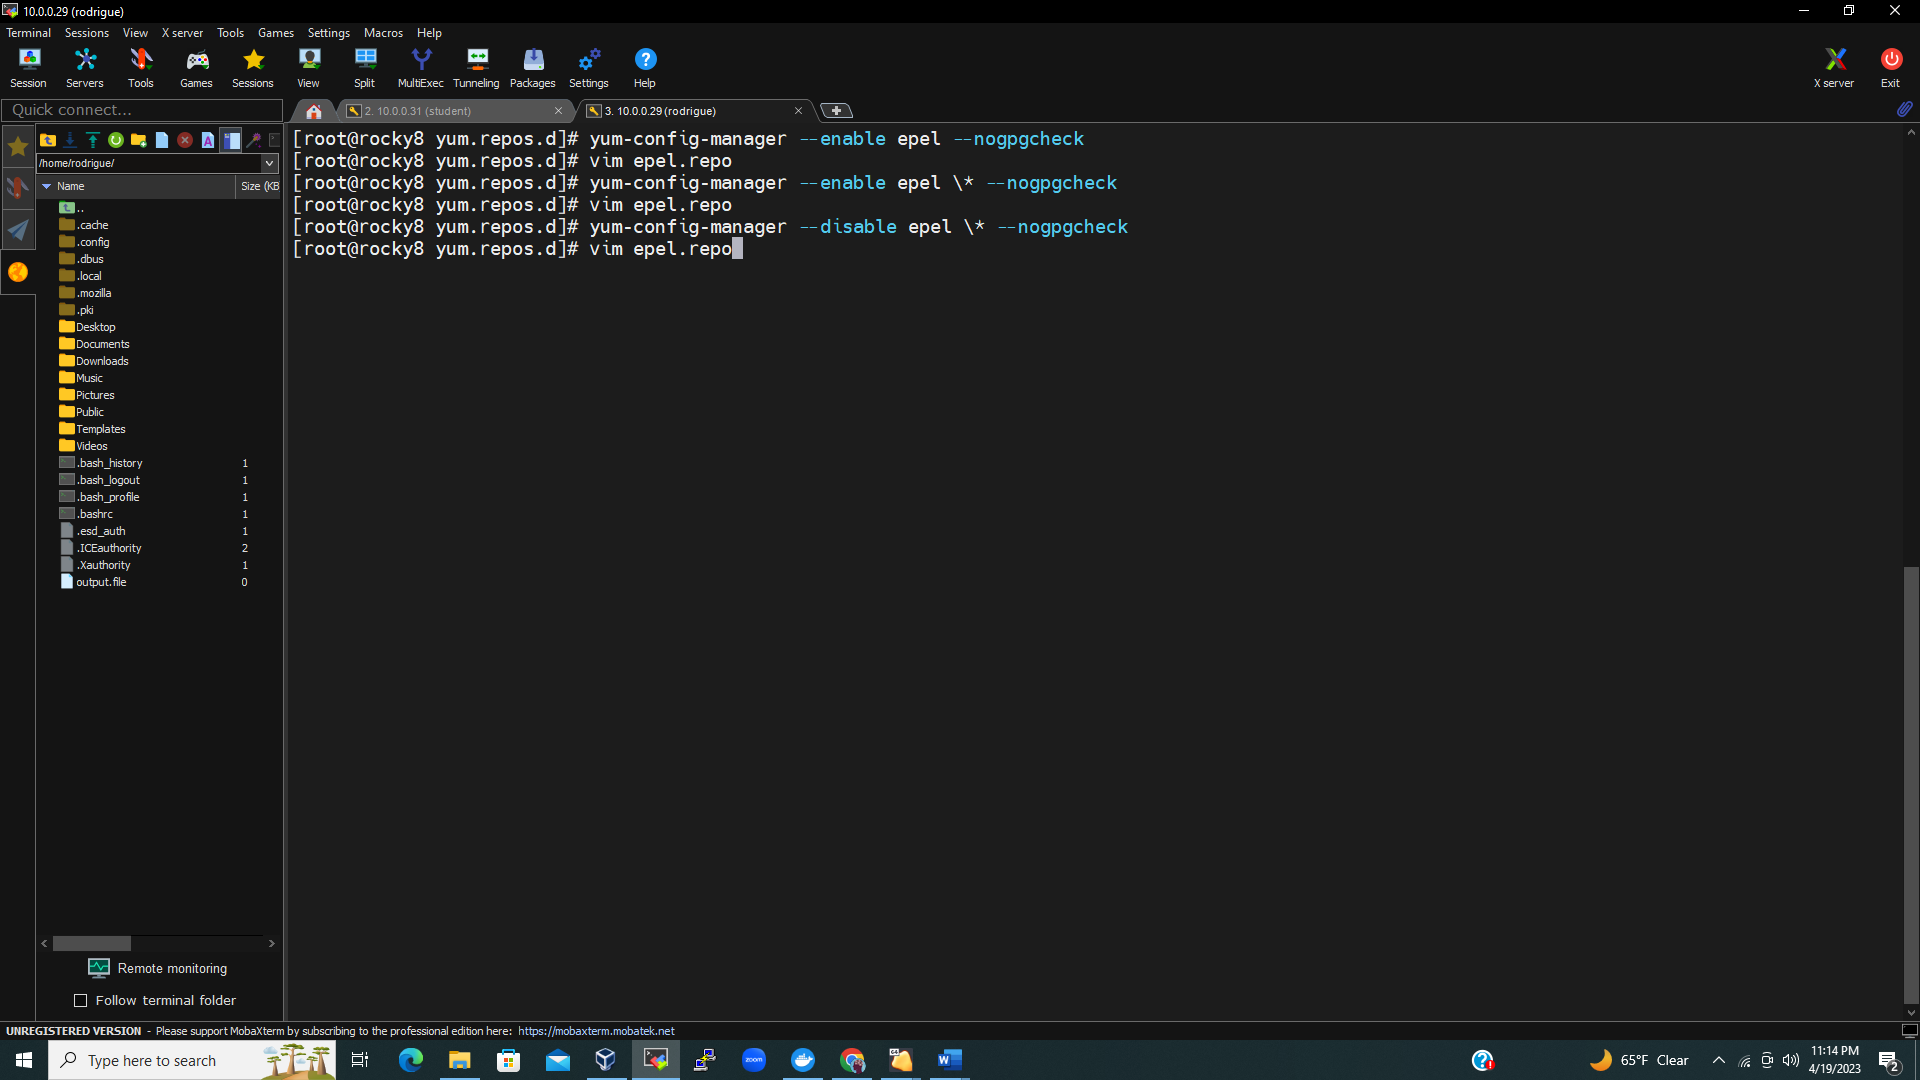 10.0.0.29 (rodrigue)
Terminal Sessions View X server Tools Games Settings Macros Help
Session Servers Tools Games Sessions View Split MultiExec Tunneling Packages Settings Help X server Exit
Quick connect...
2. 10.0.0.31 (student)
3. 10.0.0.29 (rodrigue)
/home/rodrigue/
Name Size (KB
..
.cache
.config
.dbus
.local
.mozilla
.pki
Desktop
Documents
Downloads
Music
Pictures
Public
Templates
Videos
.bash_history 1
.bash_logout 1
.bash_profile 1
.bashrc 1
.esd_auth 1
.ICEauthority 2
.Xauthority 1
output.file 0
Remote monitoring
Follow terminal folder
[root@rocky8 yum.repos.d]# yum-config-manager --enable epel --nogpgcheck
[root@rocky8 yum.repos.d]# vim epel.repo
[root@rocky8 yum.repos.d]# yum-config-manager --enable epel \* --nogpgcheck
[root@rocky8 yum.repos.d]# vim epel.repo
[root@rocky8 yum.repos.d]# yum-config-manager --disable epel \* --nogpgcheck
[root@rocky8 yum.repos.d]# vim epel.repo
UNREGISTERED VERSION - Please support MobaXterm by subscribing to the professional edition here: https://mobaxterm.mobatek.net
Type here to search
zoom
64
65°F Clear
11:14 PM
4/19/2023
2